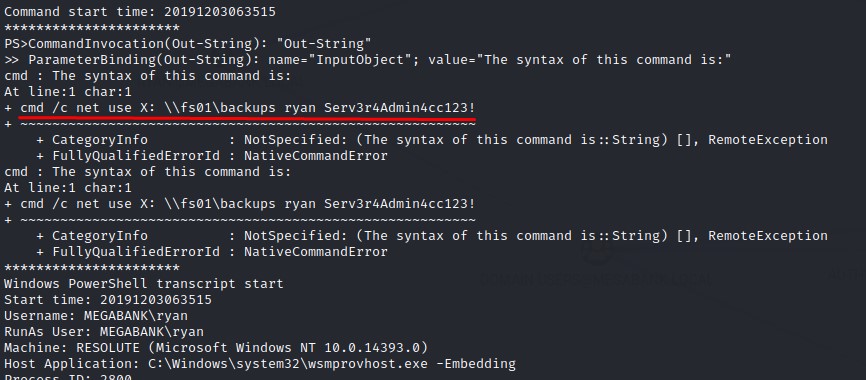 Command start time: 20191203063515
**********************
PS>CommandInvocation(Out-String): "Out-String"
>> ParameterBinding(Out-String): name="InputObject"; value="The syntax of this command is:"
cmd : The syntax of this command is:
At line:1 char:1
+ cmd /c net use X: \\fs01\backups ryan Serv3r4Admin4cc123!
+ ~~~~~~~~~~~~~~~~~~~~~~~~~~~~~~~~~~~~~~~~~~~~~~~~~~~~~~~~~
    + CategoryInfo          : NotSpecified: (The syntax of this command is::String) [], RemoteException
    + FullyQualifiedErrorId : NativeCommandError
cmd : The syntax of this command is:
At line:1 char:1
+ cmd /c net use X: \\fs01\backups ryan Serv3r4Admin4cc123!
+ ~~~~~~~~~~~~~~~~~~~~~~~~~~~~~~~~~~~~~~~~~~~~~~~~~~~~~~~~~
    + CategoryInfo          : NotSpecified: (The syntax of this command is::String) [], RemoteException
    + FullyQualifiedErrorId : NativeCommandError
**********************
Windows PowerShell transcript start
Start time: 20191203063515
Username: MEGABANK\ryan
RunAs User: MEGABANK\ryan
Machine: RESOLUTE (Microsoft Windows NT 10.0.14393.0)
Host Application: C:\Windows\system32\wsmprovhost.exe -Embedding
Process ID: 2800